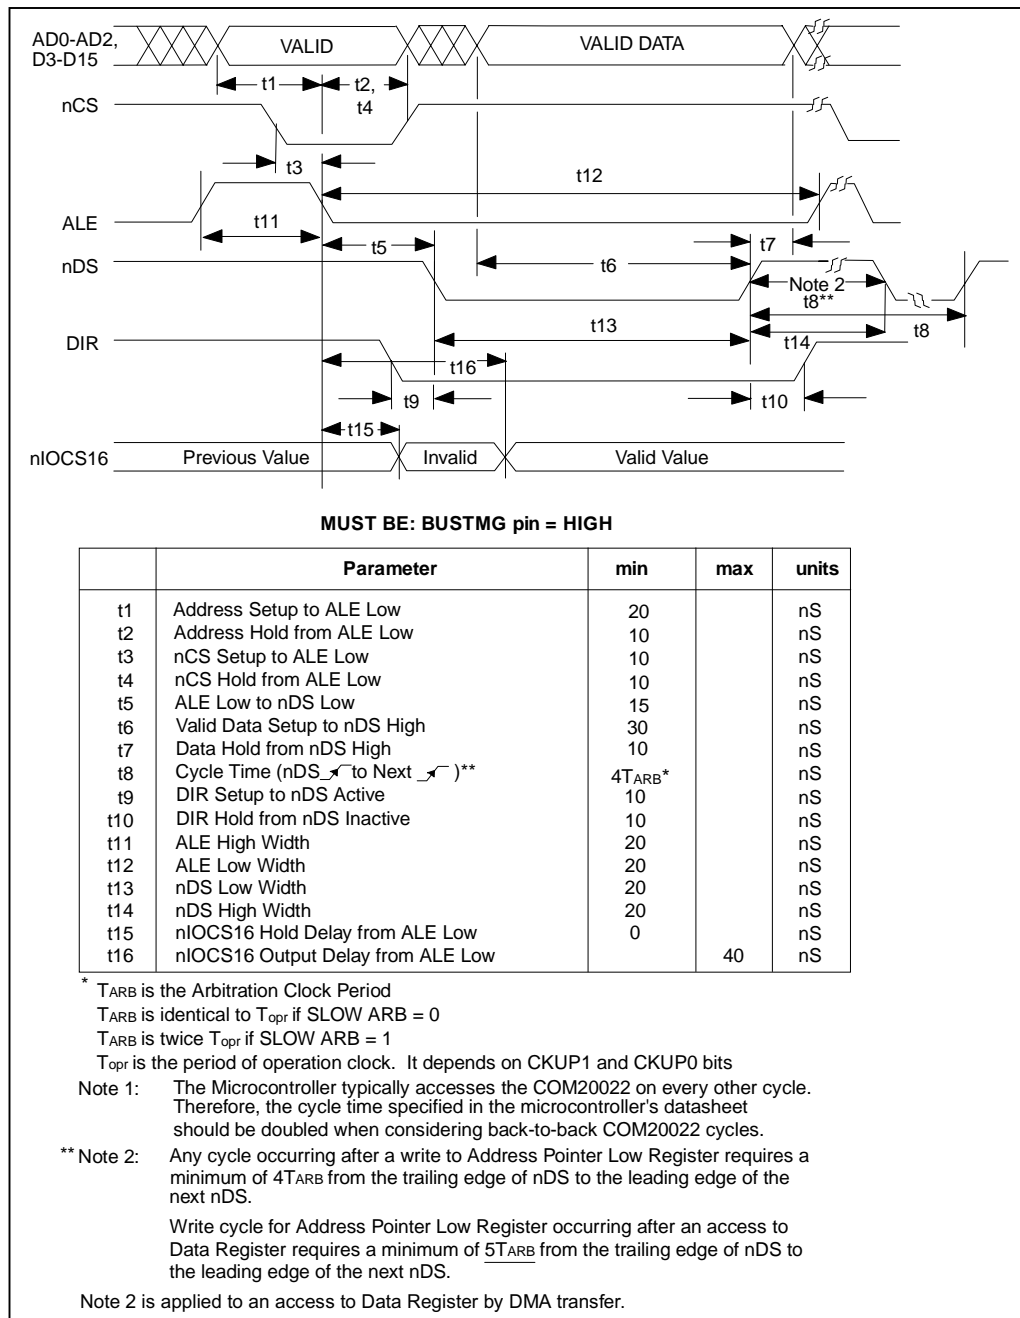 AD0-AD2,
D3-D15
VALID
VALID DATA
t1
t2,
t4
nCS
t3
t12
ALE
t11
t5
t7
nDS
t6
Note 2
t8**
t8
t13
t14
DIR
t16
t9
t10
t15
nIOCS16
Previous Value
Invalid
Valid Value
MUST BE: BUSTMG pin = HIGH
Parameter min max units
t1 Address Setup to ALE Low 20 nS
t2 Address Hold from ALE Low 10 nS
t3 nCS Setup to ALE Low 10 nS
t4 nCS Hold from ALE Low 10 nS
t5 ALE Low to nDS Low 15 nS
t6 Valid Data Setup to nDS High 30 nS
t7 Data Hold from nDS High 10 nS
t8 Cycle Time (nDS to Next )** 4TARB* nS
t9 DIR Setup to nDS Active 10 nS
t10 DIR Hold from nDS Inactive 10 nS
t11 ALE High Width 20 nS
t12 ALE Low Width 20 nS
t13 nDS Low Width 20 nS
t14 nDS High Width 20 nS
t15 nIOCS16 Hold Delay from ALE Low 0 nS
t16 nIOCS16 Output Delay from ALE Low 40 nS
* TARB is the Arbitration Clock Period
TARB is identical to Topr if SLOW ARB = 0
TARB is twice Topr if SLOW ARB = 1
Topr is the period of operation clock. It depends on CKUP1 and CKUP0 bits
Note 1: The Microcontroller typically accesses the COM20022 on every other cycle.
Therefore, the cycle time specified in the microcontroller's datasheet
should be doubled when considering back-to-back COM20022 cycles.
** Note 2: Any cycle occurring after a write to Address Pointer Low Register requires a
minimum of 4TARB from the trailing edge of nDS to the leading edge of the
next nDS.
Write cycle for Address Pointer Low Register occurring after an access to
Data Register requires a minimum of 5TARB from the trailing edge of nDS to
the leading edge of the next nDS.
Note 2 is applied to an access to Data Register by DMA transfer.